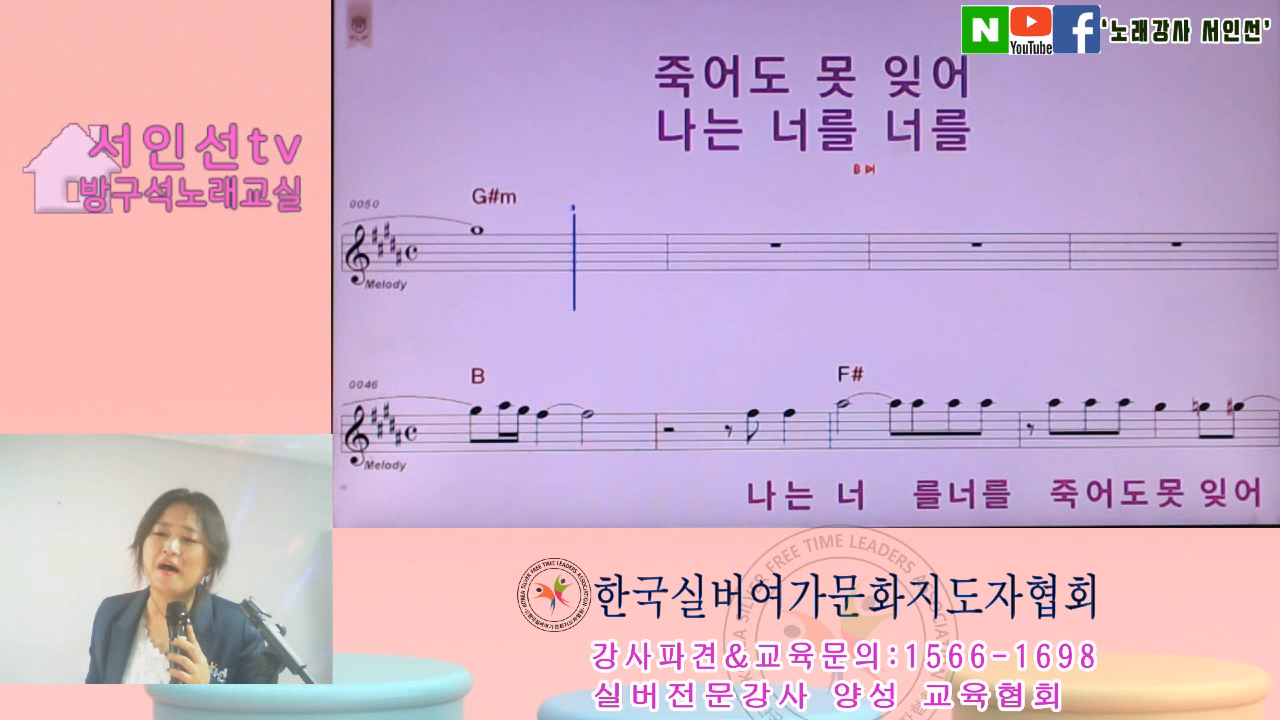 N YouTube f '노래강사 서인선'
서인선tv
방구석노래교실
죽어도 못 잊어
나는 너를 너를
B
0050
G#m
Melody
0046
B
F#
Melody
나는 너 를너를 죽어도못 잊어
한국실버여가문화지도자협회
강사파견&교육문의:1566-1698
실버전문강사 양성 교육협회